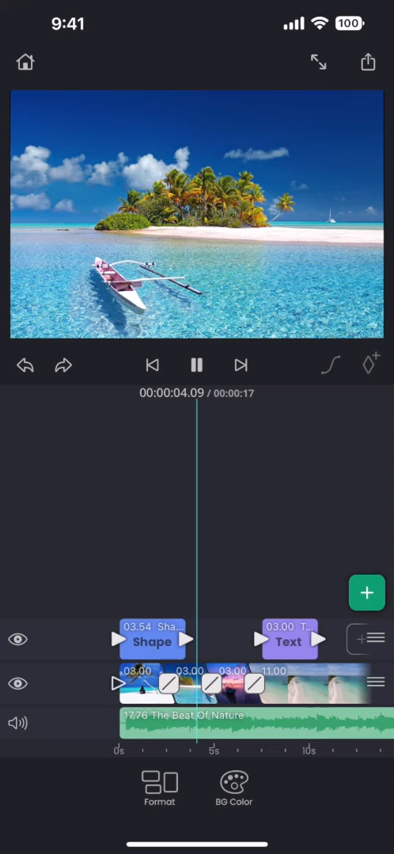 9:41
100
00:00:04.09 / 00:00:17
03.54 Sha...
Shape
03.00 T...
Text
03.00 03.00 03.00 11.00
17.76 The Beat Of Nature
0s 5s 10s
Format BG Color